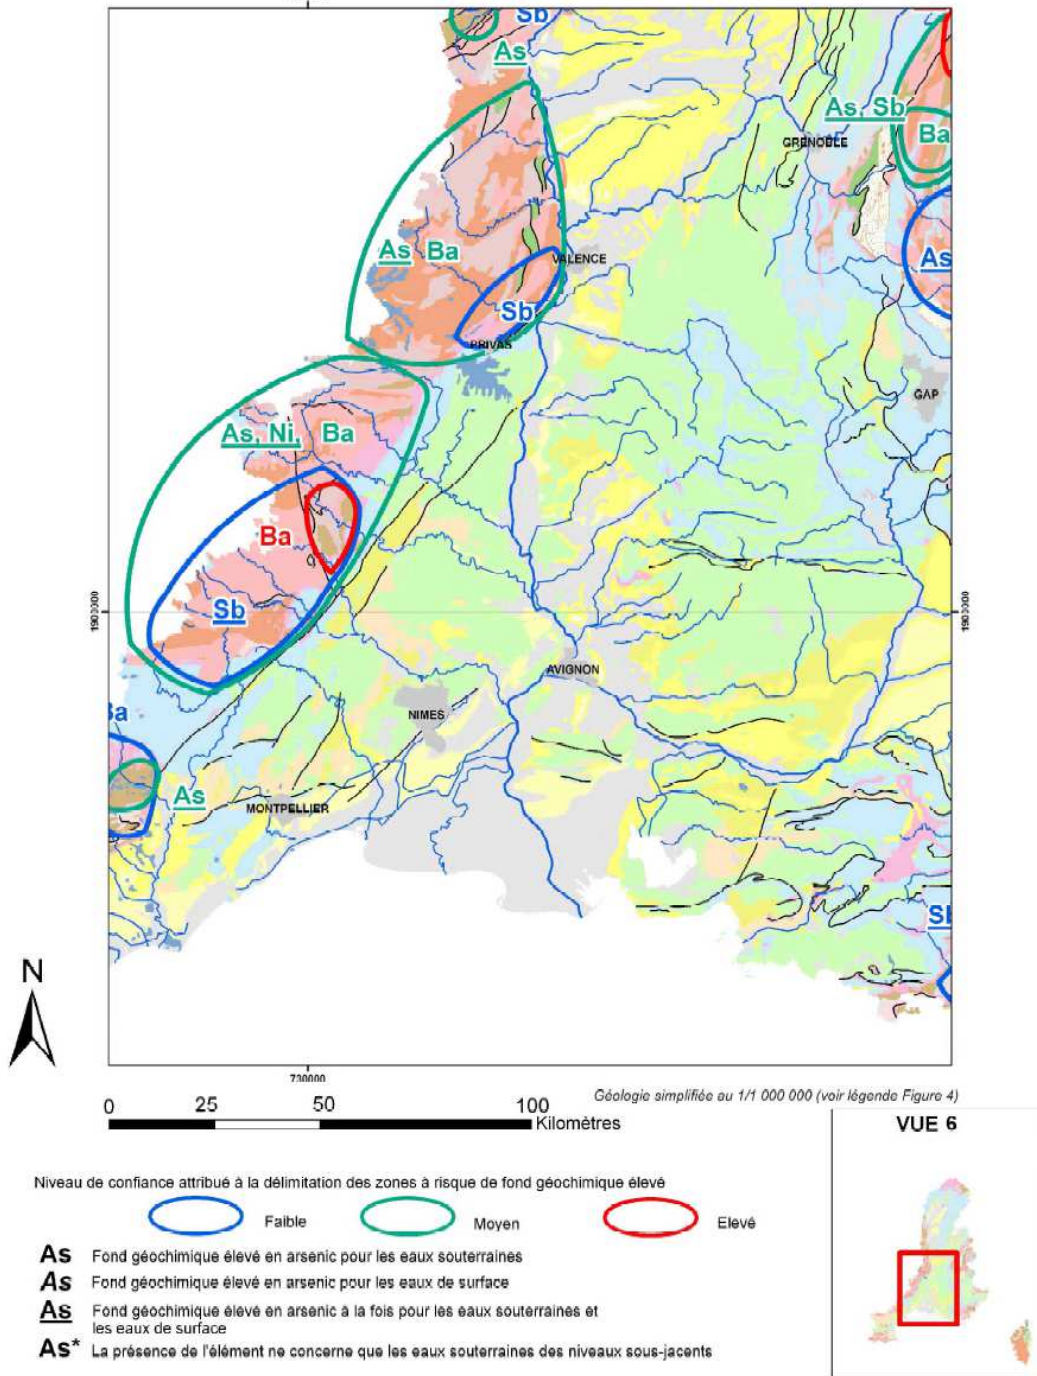 Sb
As
As, Sb
Ba
GRENOBLE
As Ba
As
VALENCE
Sb
PRIVAS
GAP
As, Ni, Ba
Ba
Sb
1900000
1900000
AVIGNON
Ba
NIMES
As
MONTPELLIER
Sb
N
730000
Géologie simplifiée au 1/1 000 000 (voir légende Figure 4)
0 25 50 100
Kilomètres
VUE 6
Niveau de confiance attribué à la délimitation des zones à risque de fond géochimique élevé
Faible Moyen Elevé
As Fond géochimique élevé en arsenic pour les eaux souterraines
As Fond géochimique élevé en arsenic pour les eaux de surface
As Fond géochimique élevé en arsenic à la fois pour les eaux souterraines et
les eaux de surface
As* La présence de l'élément ne concerne que les eaux souterraines des niveaux sous-jacents